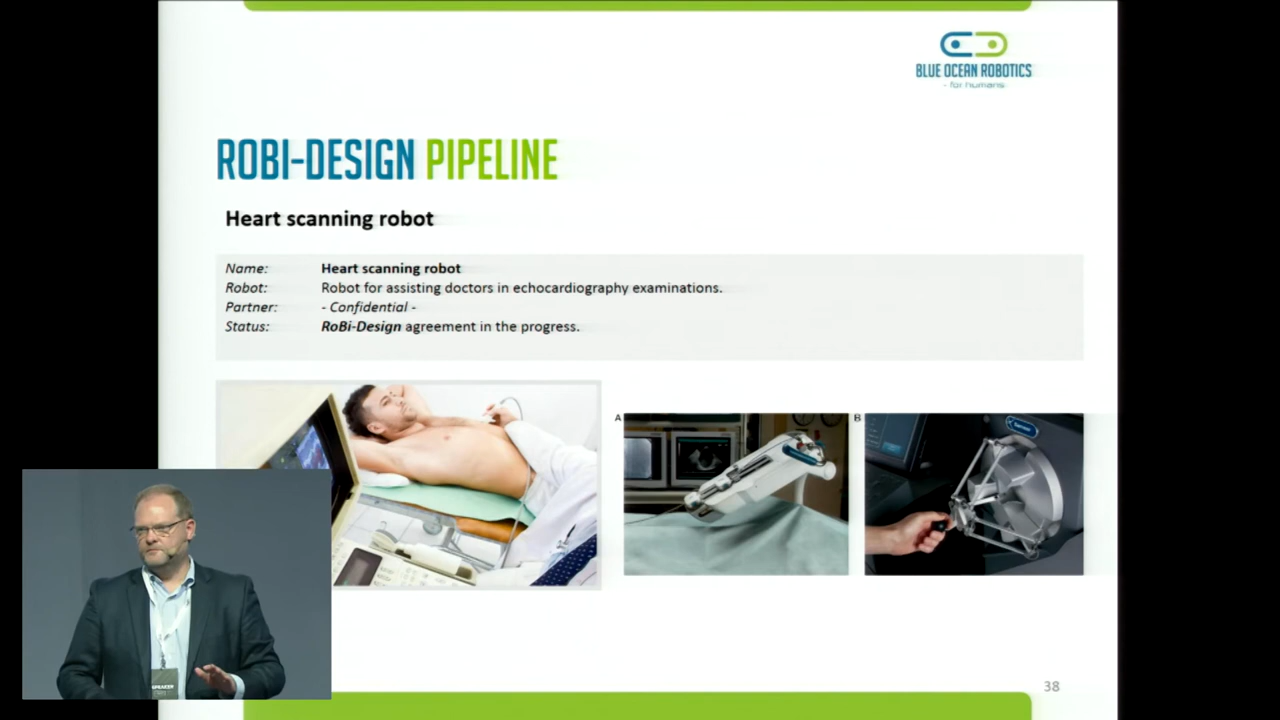 BLUE OCEAN ROBOTICS
- for humans
ROBI-DESIGN PIPELINE
Heart scanning robot
Name: Heart scanning robot
Robot: Robot for assisting doctors in echocardiography examinations.
Partner: - Confidential -
Status: RoBi-Design agreement in the progress.
A
B
SPEAKER
38